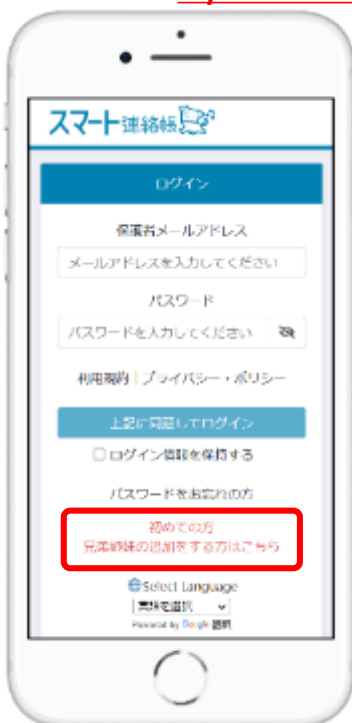 スマート連絡帳
ログイン
保護者メールアドレス
メールアドレスを入力してください
パスワード
パスワードを入力してください
利用規約 | プライバシー・ポリシー
上記に同意してログイン
ログイン情報を保持する
パスワードをお忘れの方
初めての方
兄弟姉妹の追加をする方はこちら
Select Language
言語を選択
Powered by Google 翻訳